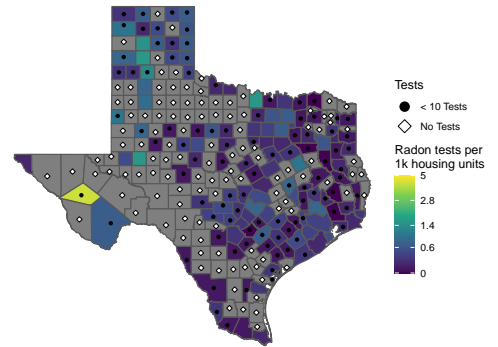 Tests
< 10 Tests
No Tests
Radon tests per
1k housing units
5
2.8
1.4
0.6
0